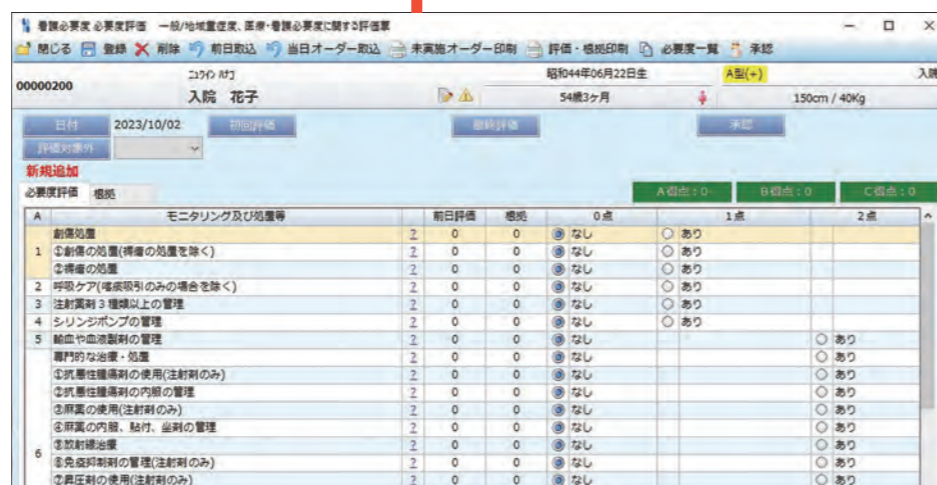 看護必要度 必要度評価　一般/地域重症度、医療・看護必要度に関する評価票
閉じる 登録 削除 前日取込 当日オーダー取込 未実施オーダー印刷 評価・根拠印刷 必要度一覧 承認
00000200 ニュウイン ハナコ 昭和44年06月22日生 A型(+) 入院
入院 花子 54歳3ヶ月 150cm / 40Kg
日付 2023/10/02 初回評価 最終評価 承認
評価対象外
新規追加
必要度評価 根拠 A得点：0 B得点：0 C得点：0
A モニタリング及び処置等 前日評価 根拠 0点 1点 2点
創傷処置 ? 0 0 なし あり
1 ①創傷の処置(褥瘡の処置を除く) ? 0 0 なし あり
②褥瘡の処置 ? 0 0 なし あり
2 呼吸ケア(喀痰吸引のみの場合を除く) ? 0 0 なし あり
3 注射薬剤３種類以上の管理 ? 0 0 なし あり
4 シリンジポンプの管理 ? 0 0 なし あり
5 輸血や血液製剤の管理 ? 0 0 なし あり
専門的な治療・処置 ? 0 0 なし あり
①抗悪性腫瘍剤の使用(注射剤のみ) ? 0 0 なし あり
②抗悪性腫瘍剤の内服の管理 ? 0 0 なし あり
③麻薬の使用(注射剤のみ) ? 0 0 なし あり
④麻薬の内服、貼付、坐剤の管理 ? 0 0 なし あり
6 ⑤放射線治療 ? 0 0 なし あり
⑥免疫抑制剤の管理(注射剤のみ) ? 0 0 なし あり
⑦昇圧剤の使用(注射剤のみ) ? 0 0 なし あり